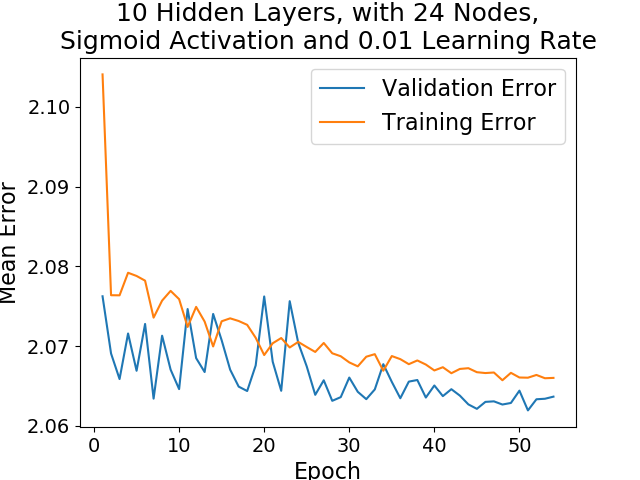 10 Hidden Layers, with 24 Nodes,
Sigmoid Activation and 0.01 Learning Rate
Validation Error
Training Error
2.10
2.09
2.08
2.07
2.06
Mean Error
0
10
20
30
40
50
Epoch